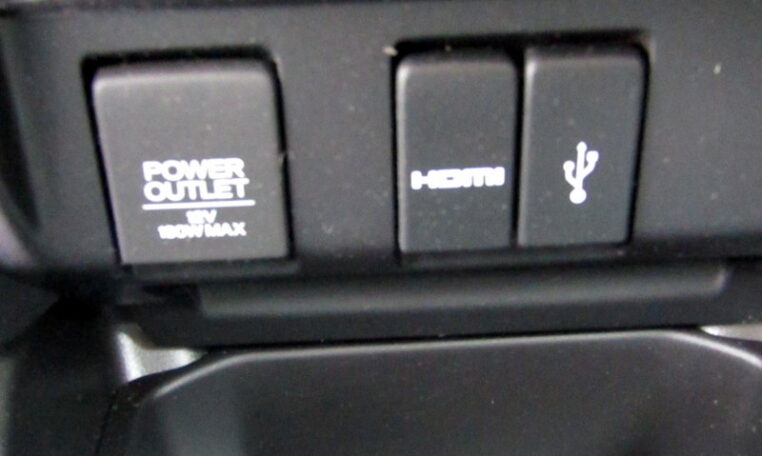 POWER
OUTLET
12V
180W MAX
HDMI